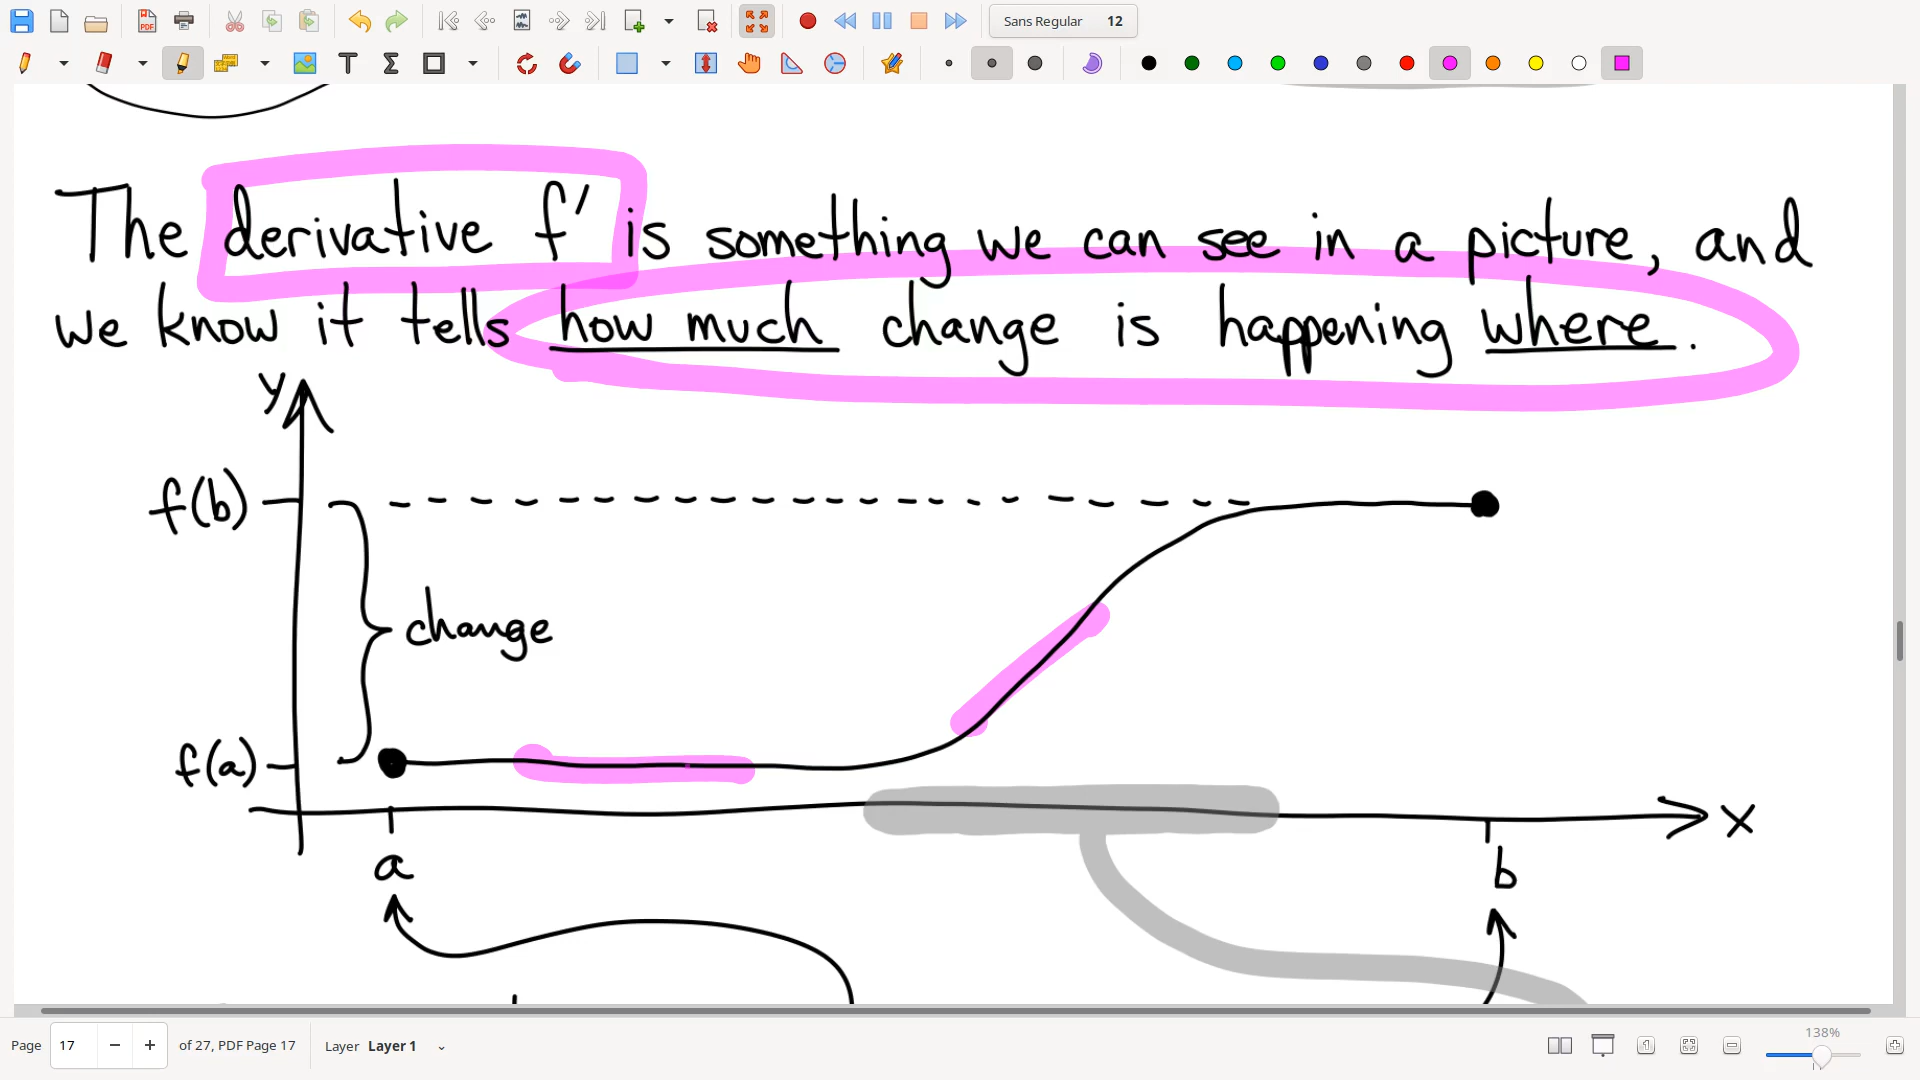 Sans Regular 12
The derivative f' is something we can see in a picture, and
we know it tells how much change is happening where.
y
f(b)
change
f(a)
x
a
b
Page 17 of 27, PDF Page 17 Layer Layer 1
138%